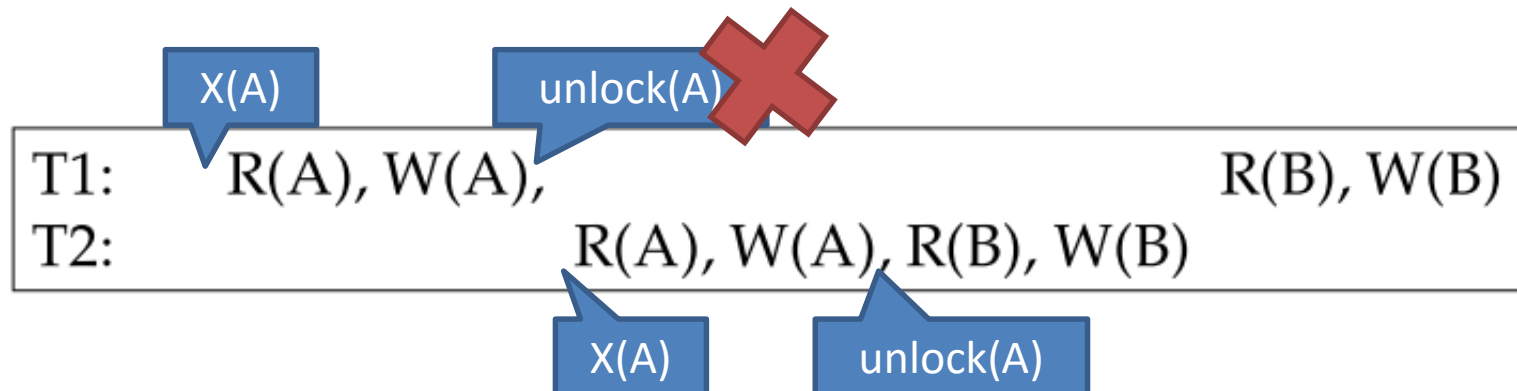 X(A) unlock(A)
T1: R(A), W(A), R(B), W(B)
T2: R(A), W(A), R(B), W(B)
X(A) unlock(A)